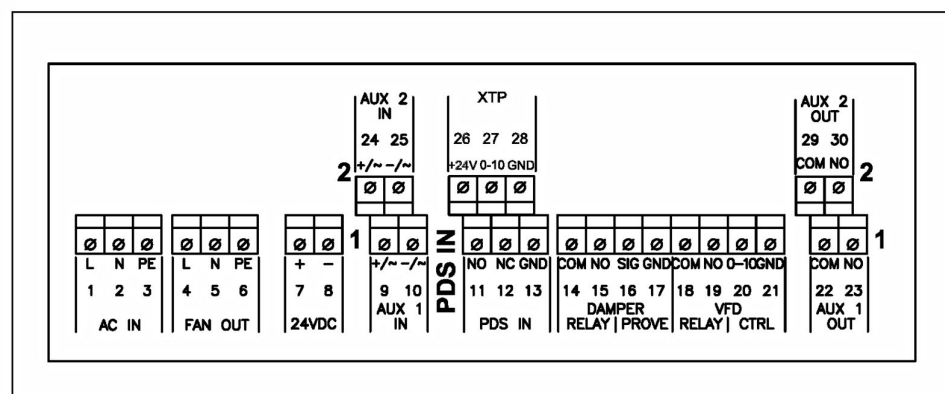 AUX 2
IN
24 25
+/~ -/~
2
XTP
26 27 28
+24V 0-10 GND
AUX 2
OUT
29 30
COM NO
2
L N PE
1 2 3
AC IN
L N PE
4 5 6
FAN OUT
+ -
7 8
24VDC
1
+/~ -/~
9 10
AUX 1
IN
PDS IN
NO NC GND
11 12 13
PDS IN
COM NO SIG GND
14 15 16 17
DAMPER
RELAY | PROVE
COM NO 0-10 GND
18 19 20 21
VFD
RELAY | CTRL
1
COM NO
22 23
AUX 1
OUT